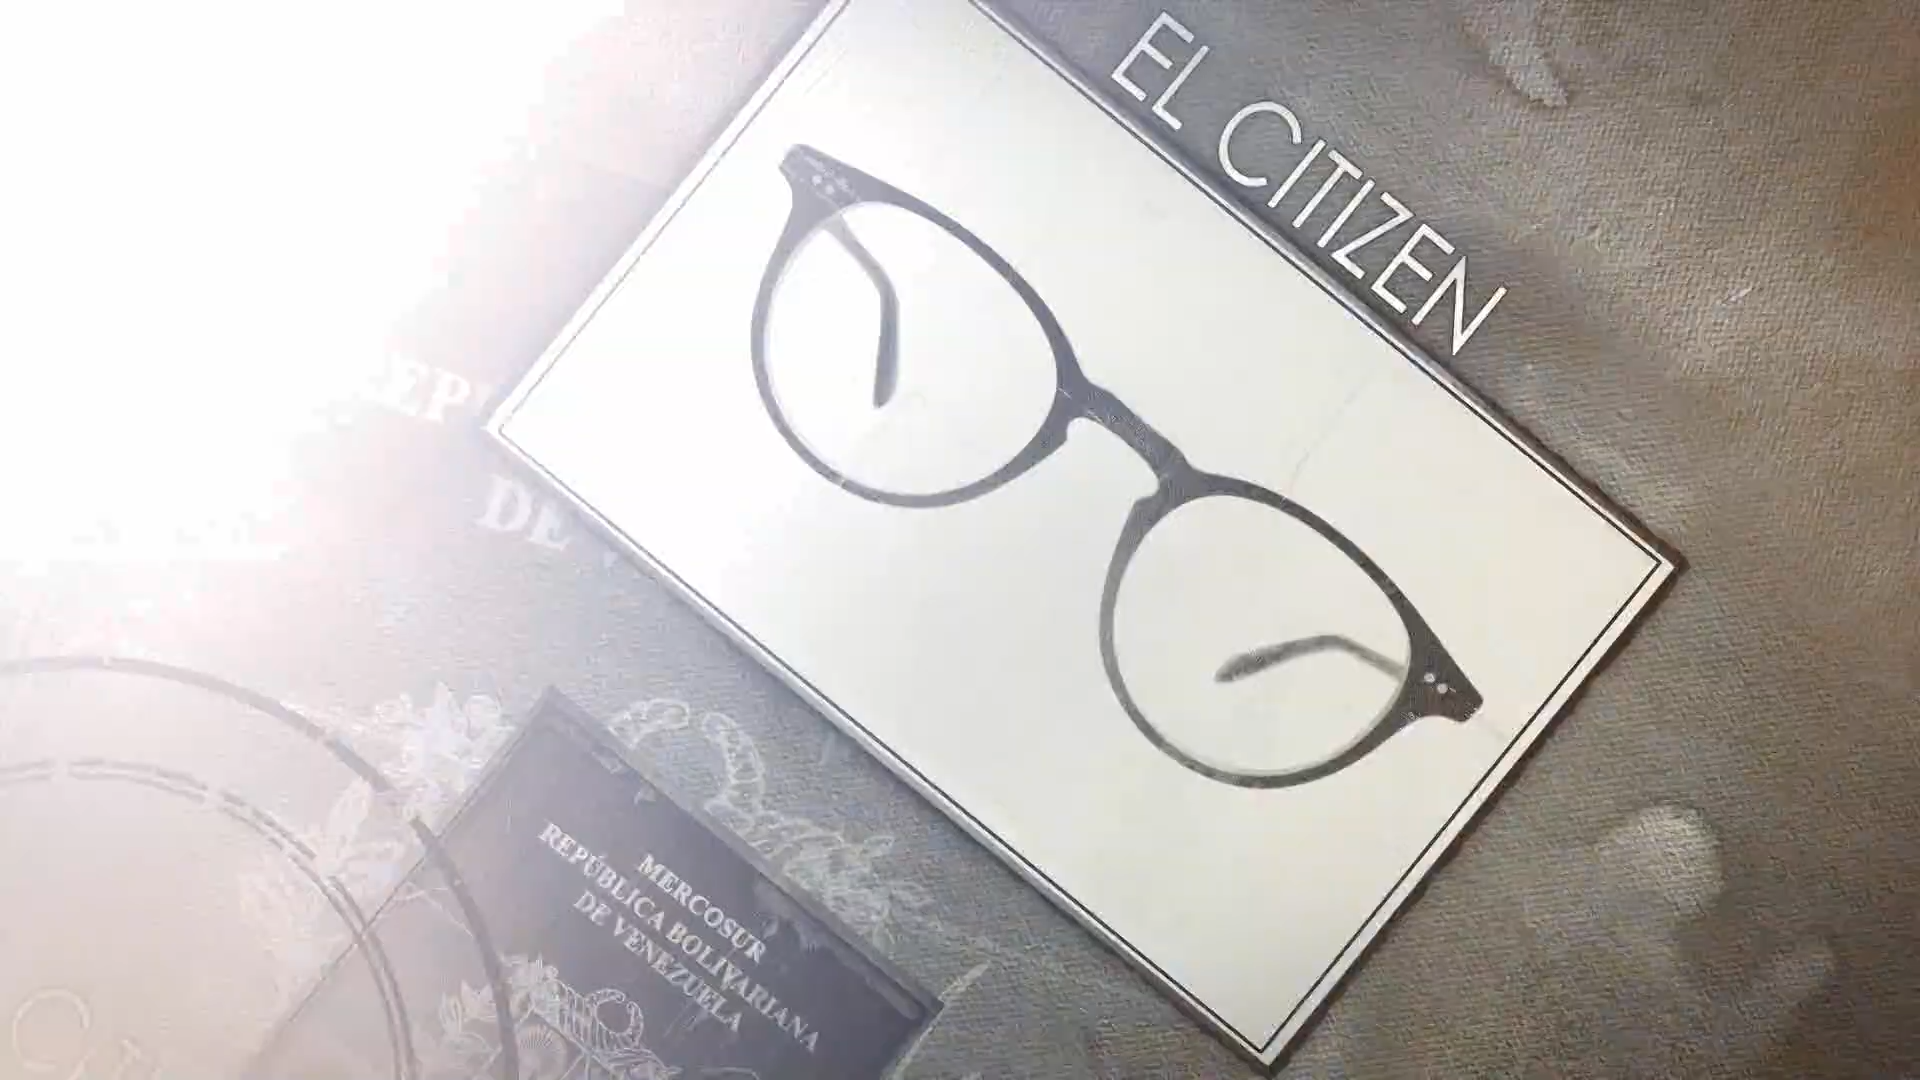 EL CITIZEN
DE
MERCOSUR
REPÚBLICA BOLIVARIANA
DE VENEZUELA